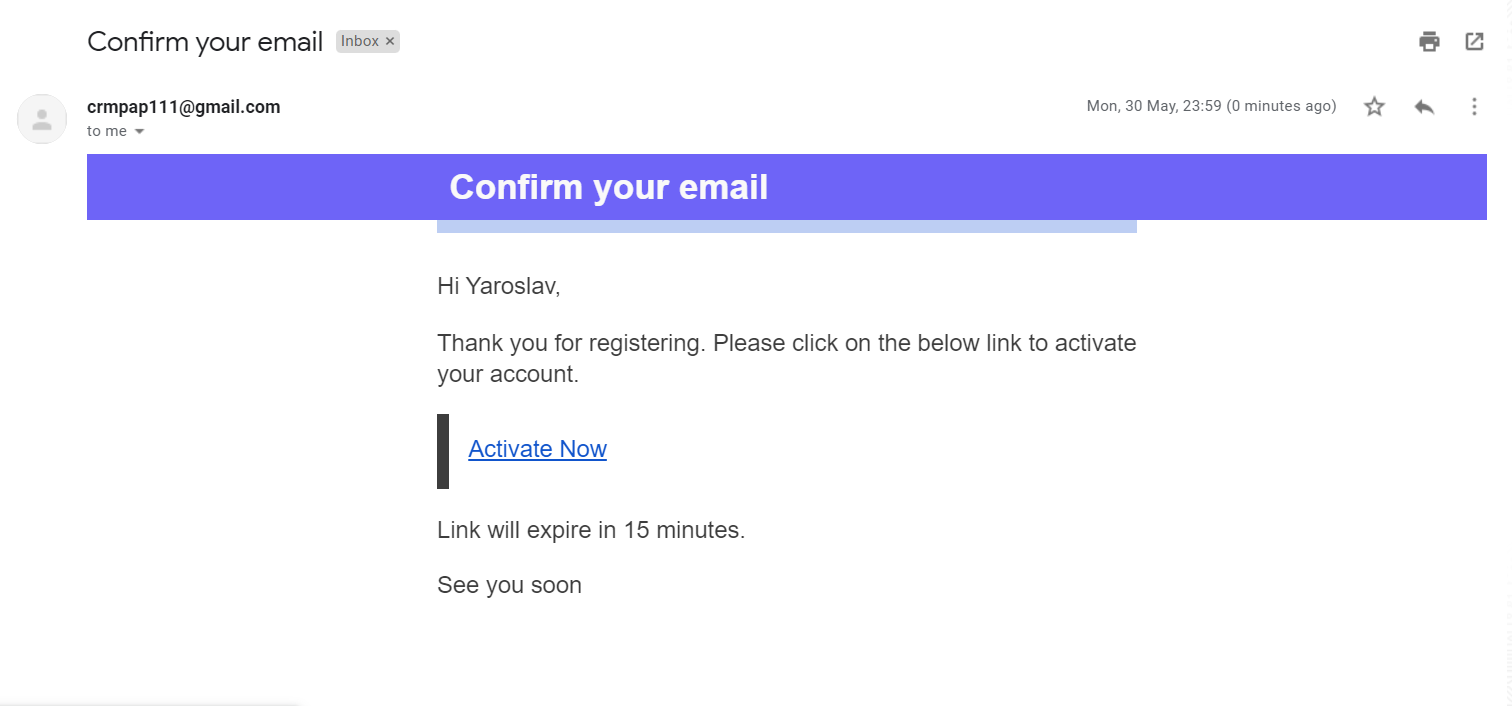 Confirm your email Inbox ×
crmpap111@gmail.com Mon, 30 May, 23:59 (0 minutes ago)
to me
Confirm your email
Hi Yaroslav,
Thank you for registering. Please click on the below link to activate
your account.
Activate Now
Link will expire in 15 minutes.
See you soon